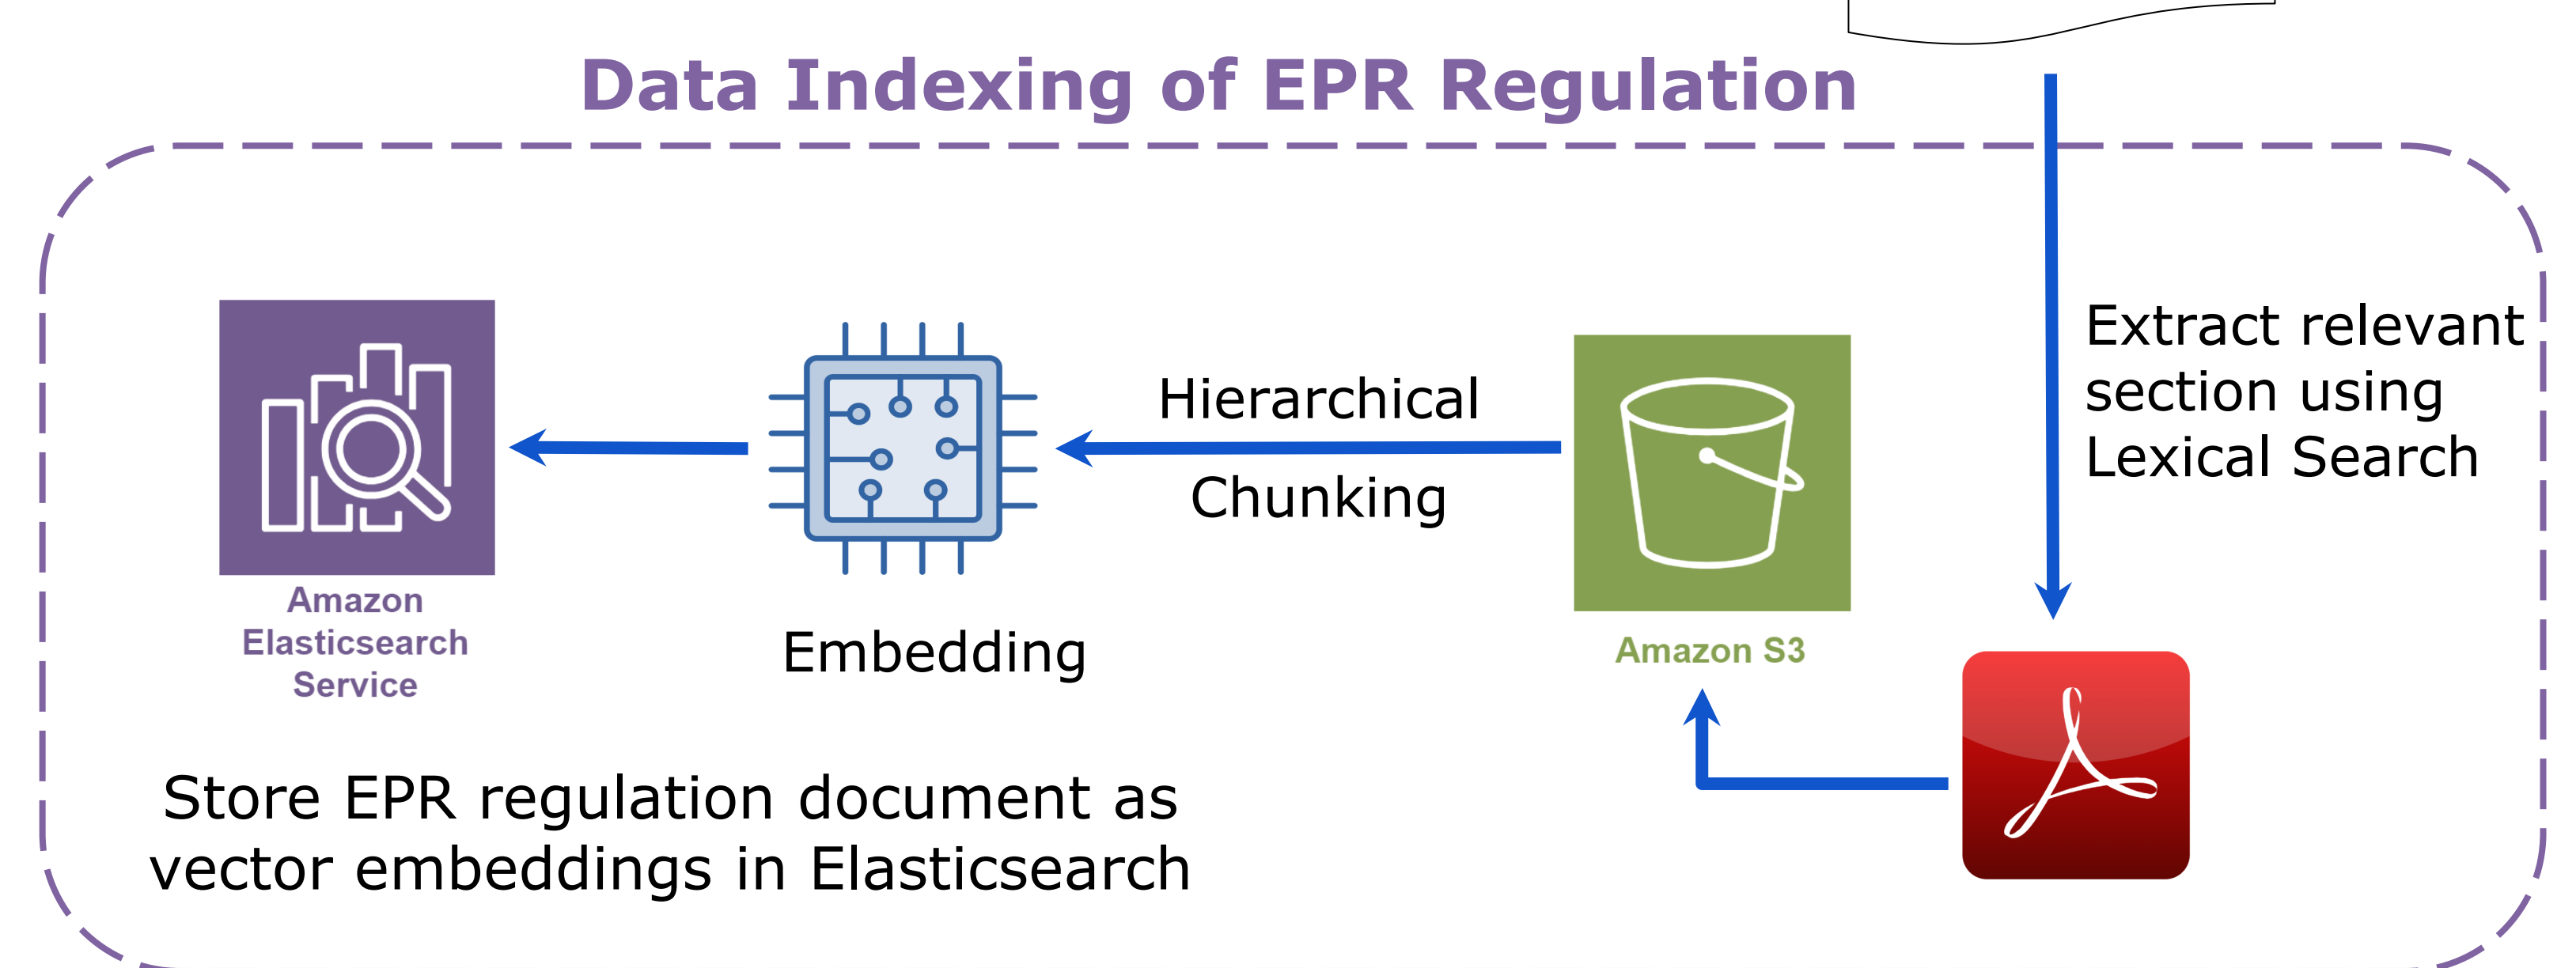 Data Indexing of EPR Regulation
Extract relevant
section using
Lexical Search
Hierarchical
Chunking
Amazon S3
Embedding
Amazon
Elasticsearch
Service
Store EPR regulation document as
vector embeddings in Elasticsearch